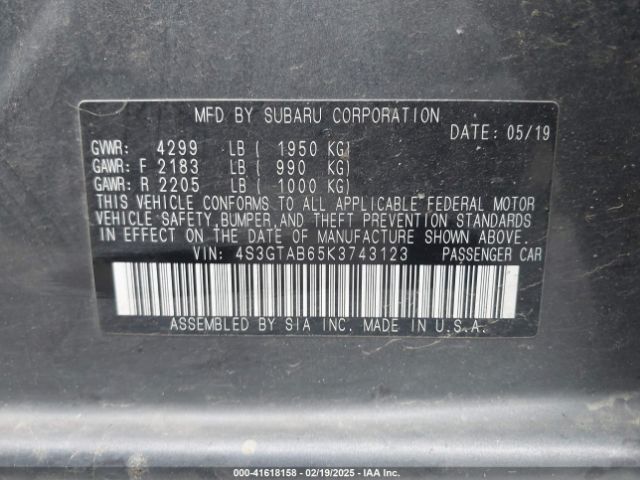 MFD BY SUBARU CORPORATION
DATE: 05/19
GVWR: 4299 LB ( 1950 KG)
GAWR: F 2183 LB ( 990 KG)
GAWR: R 2205 LB ( 1000 KG)
THIS VEHICLE CONFORMS TO ALL APPLICABLE FEDERAL MOTOR
VEHICLE SAFETY, BUMPER, AND THEFT PREVENTION STANDARDS
IN EFFECT ON THE DATE OF MANUFACTURE SHOWN ABOVE.
VIN: 4S3GTAB65K3743123 PASSENGER CAR
ASSEMBLED BY SIA INC. MADE IN U.S.A.
000-41618158 - 02/19/2025 - IAA Inc.